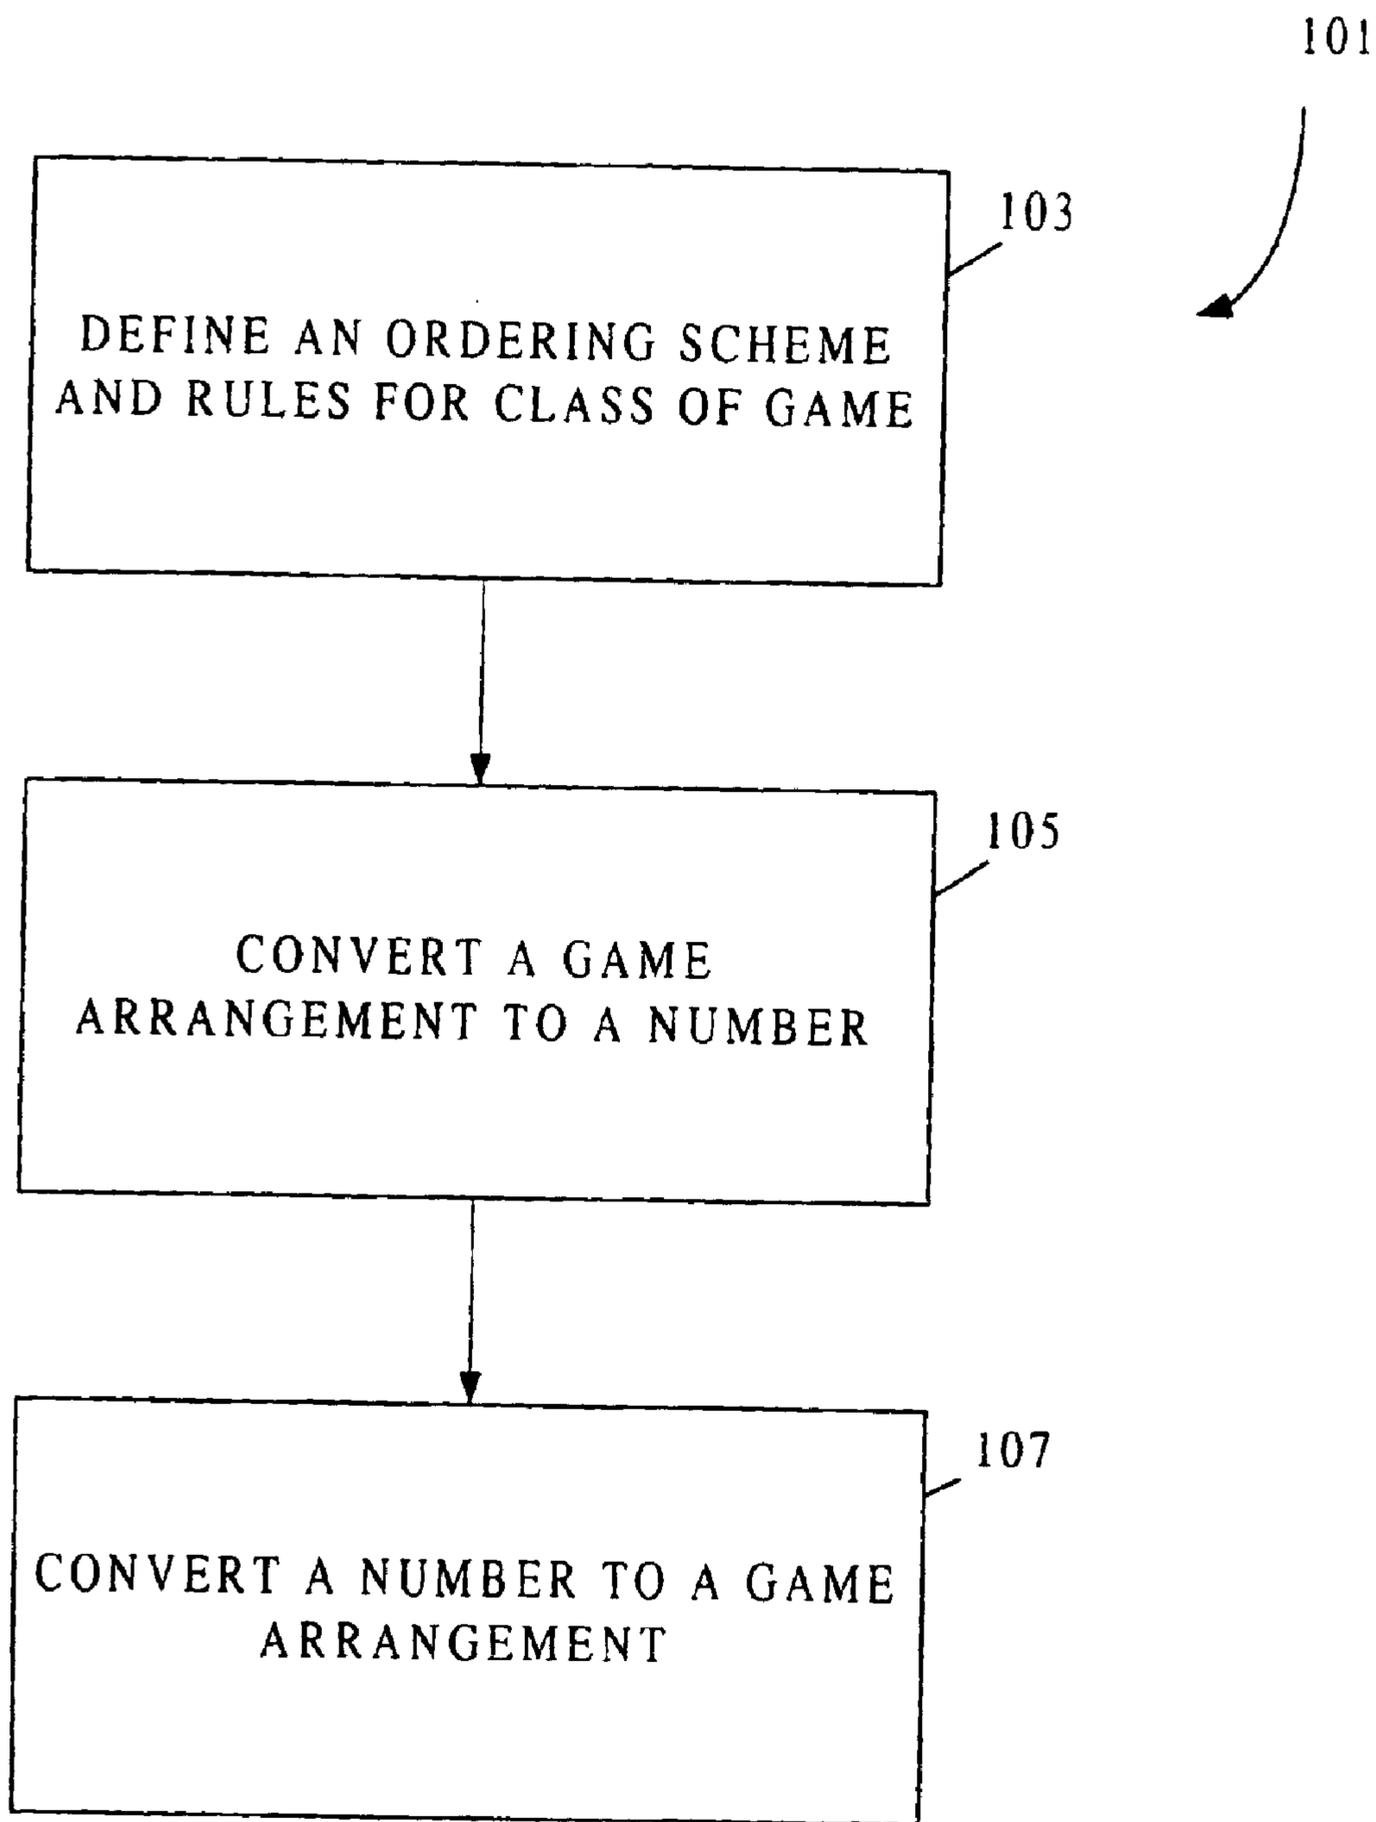 101
103
DEFINE AN ORDERING SCHEME
AND RULES FOR CLASS OF GAME
105
CONVERT A GAME
ARRANGEMENT TO A NUMBER
107
CONVERT A NUMBER TO A GAME
ARRANGEMENT